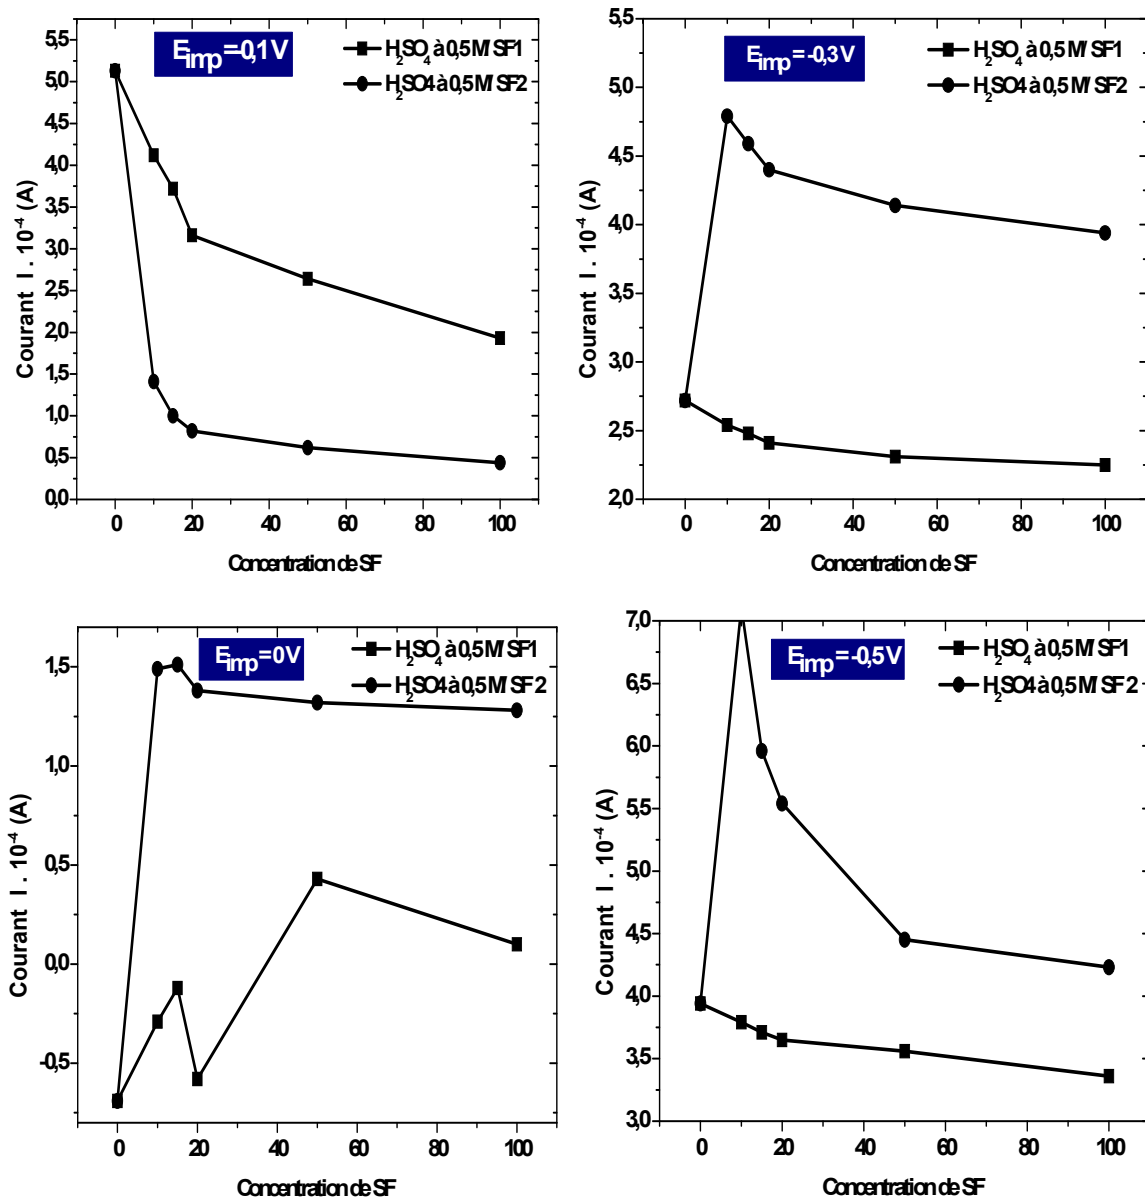 E_imp=0,1V
H₂SO₄ à 0,5M/SF1
H₂SO4 à 0,5M/SF2
5,5
5,0
4,5
4,0
3,5
3,0
2,5
2,0
1,5
1,0
0,5
0,0
Courant I . 10⁻⁴ (A)
0 20 40 60 80 100
Concentration de SF
E_imp=-0,3V
H₂SO₄ à 0,5M/SF1
H₂SO4 à 0,5M/SF2
5,5
5,0
4,5
4,0
3,5
3,0
2,5
2,0
Courant I . 10⁻⁴ (A)
0 20 40 60 80 100
Concentration de SF
E_imp=0V
H₂SO₄ à 0,5M/SF1
H₂SO4 à 0,5M/SF2
1,5
1,0
0,5
0,0
-0,5
Courant I . 10⁻⁴ (A)
0 20 40 60 80 100
Concentration de SF
E_imp=-0,5V
H₂SO₄ à 0,5M/SF1
H₂SO4 à 0,5M/SF2
7,0
6,5
6,0
5,5
5,0
4,5
4,0
3,5
3,0
Courant I . 10⁻⁴ (A)
0 20 40 60 80 100
Concentration de SF